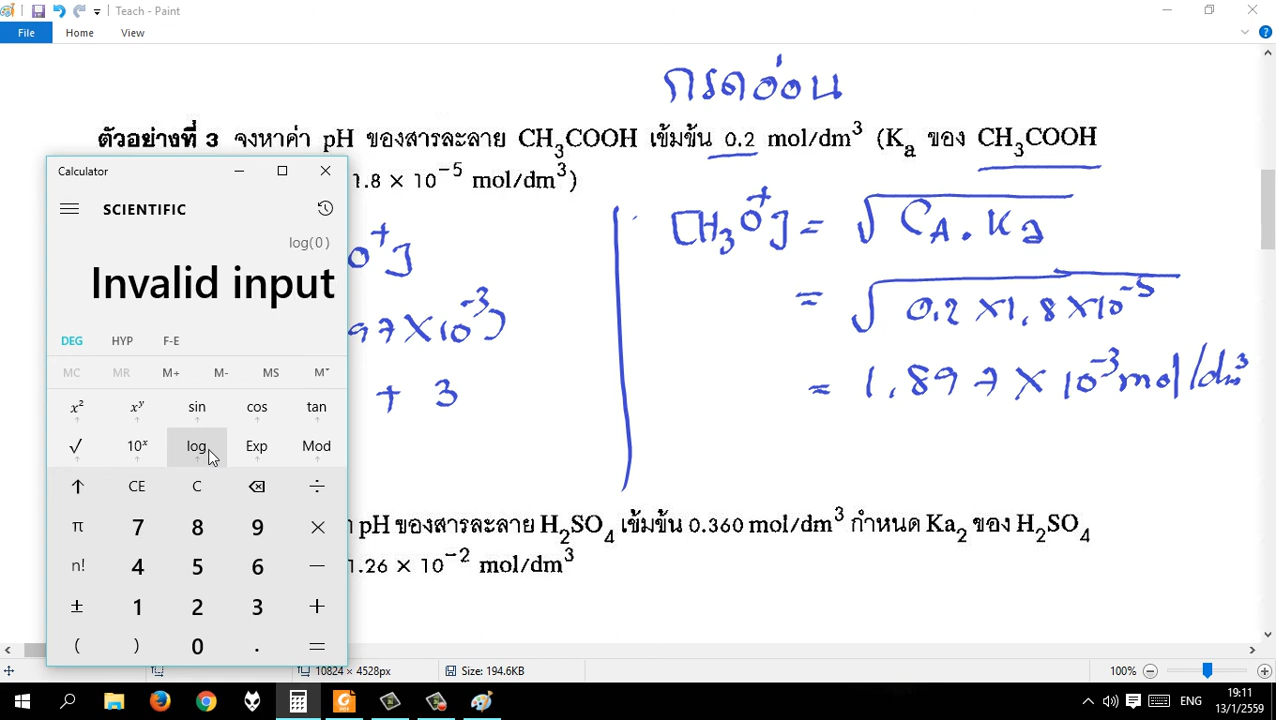 Teach - Paint
File Home View
กรดอ่อน
ตัวอย่างที่ 3 จงหาค่า pH ของสารละลาย CH₃COOH เข้มข้น 0.2 mol/dm³ (Kₐ ของ CH₃COOH
1.8 × 10⁻⁵ mol/dm³)
Calculator
SCIENTIFIC
log(0)
Invalid input
DEG HYP F-E
MC MR M+ M- MS M˅
x² xʸ sin cos tan
√ 10ˣ log Exp Mod
↑ CE C ⌫ ÷
π 7 8 9 ×
n! 4 5 6 −
± 1 2 3 +
( ) 0 . =
O⁺]
97 × 10⁻³)
+ 3
[H₃O⁺] = √C_A . Ka
= √0.2 × 1.8 × 10⁻⁵
= 1.897 × 10⁻³ mol/dm³
pH ของสารละลาย H₂SO₄ เข้มข้น 0.360 mol/dm³ กำหนด Ka₂ ของ H₂SO₄
1.26 × 10⁻² mol/dm³
10824 × 4528px Size: 194.6KB 100%
ENG 19:11
13/1/2559